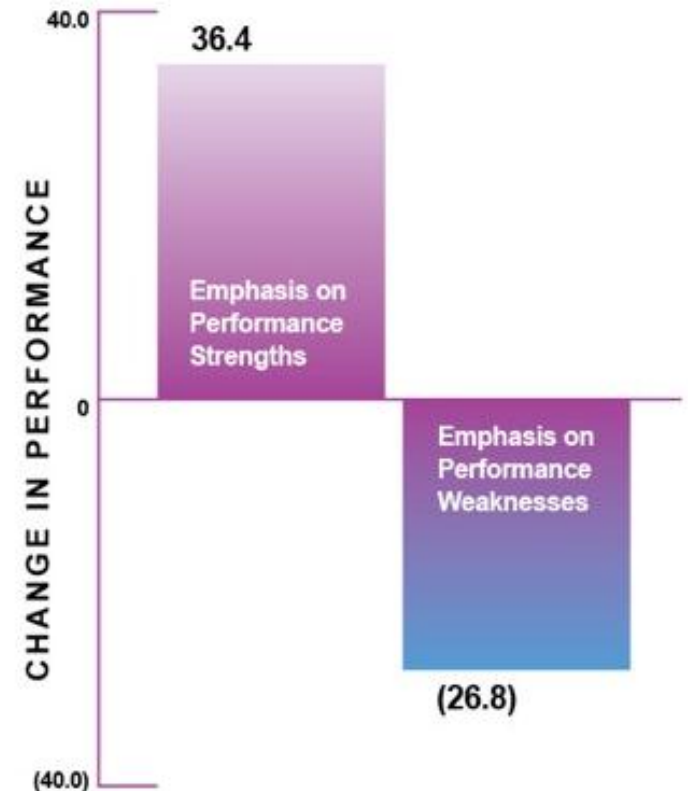 40.0
36.4
CHANGE IN PERFORMANCE
Emphasis on
Performance
Strengths
0
Emphasis on
Performance
Weaknesses
(26.8)
(40.0)